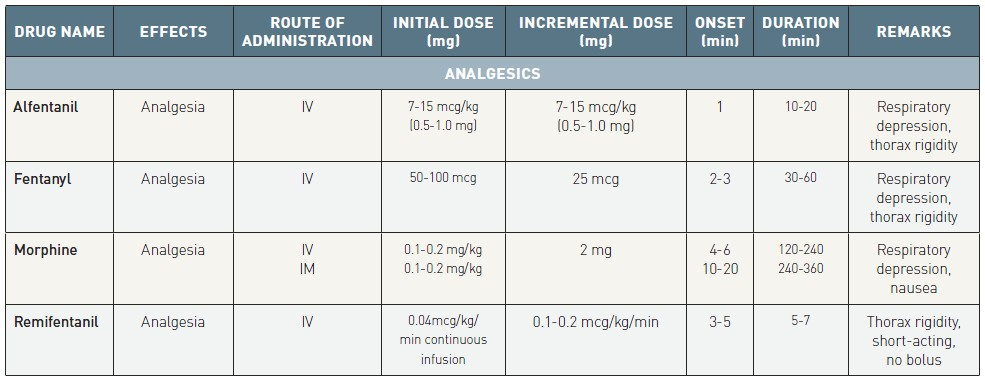 DRUG NAME EFFECTS ROUTE OF ADMINISTRATION INITIAL DOSE (mg) INCREMENTAL DOSE (mg) ONSET (min) DURATION (min) REMARKS
ANALGESICS
Alfentanil Analgesia IV 7-15 mcg/kg 7-15 mcg/kg 1 10-20 Respiratory
(0.5-1.0 mg) (0.5-1.0 mg) depression,
thorax rigidity
Fentanyl Analgesia IV 50-100 mcg 25 mcg 2-3 30-60 Respiratory
depression,
thorax rigidity
Morphine Analgesia IV 0.1-0.2 mg/kg 2 mg 4-6 120-240 Respiratory
IM 0.1-0.2 mg/kg 10-20 240-360 depression,
nausea
Remifentanil Analgesia IV 0.04mcg/kg/ 0.1-0.2 mcg/kg/min 3-5 5-7 Thorax rigidity,
min continuous short-acting,
infusion no bolus